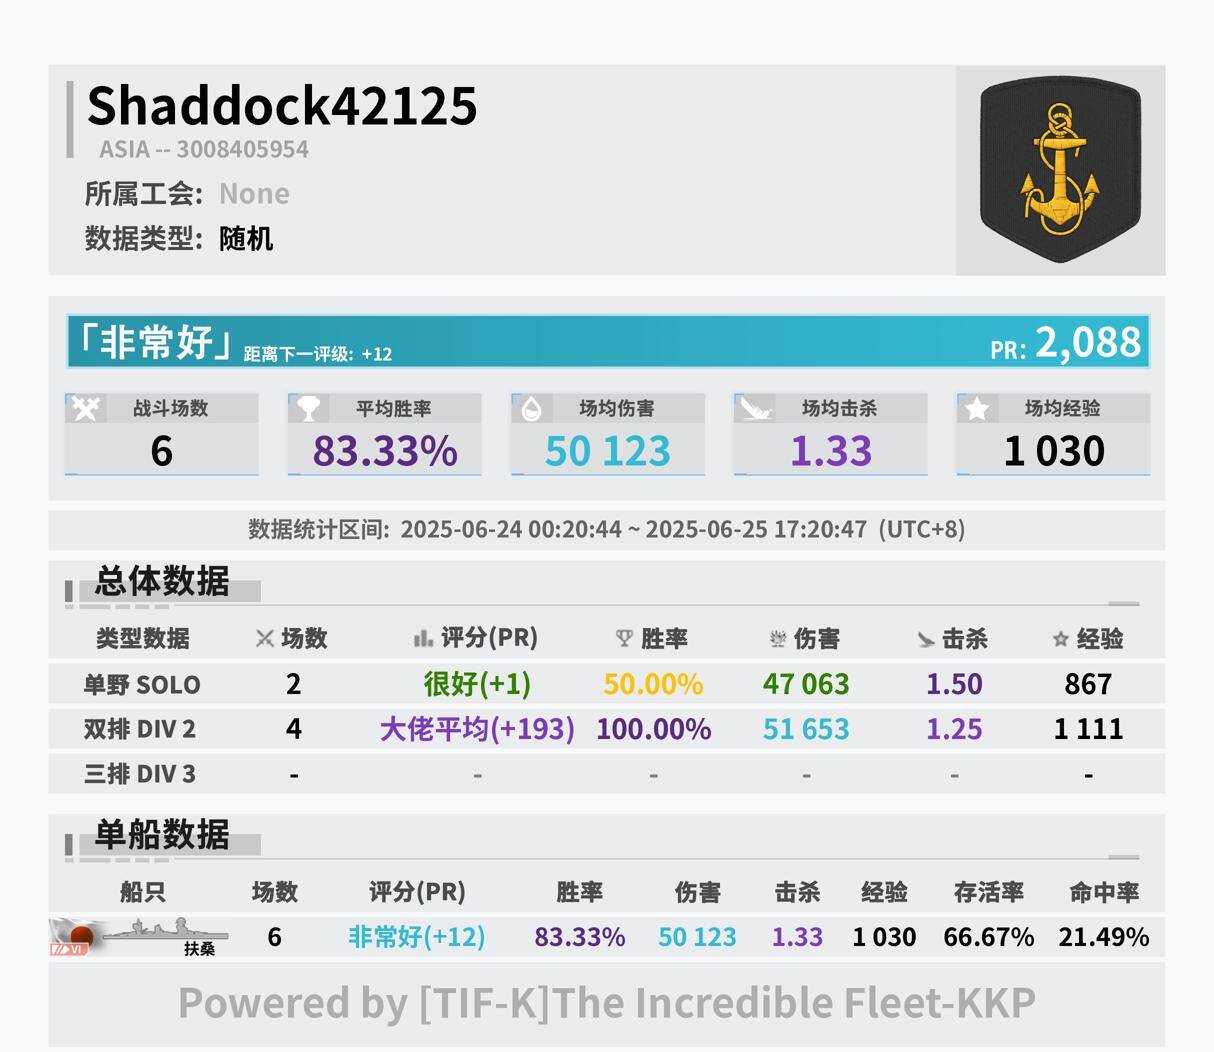 Shaddock42125
ASIA -- 3008405954
所属工会: None
数据类型: 随机
「非常好」 距离下一评级: +12 PR: 2,088
战斗场数 平均胜率 场均伤害 场均击杀 场均经验
6 83.33% 50 123 1.33 1 030
数据统计区间: 2025-06-24 00:20:44 ~ 2025-06-25 17:20:47 (UTC+8)
总体数据
类型数据 场数 评分(PR) 胜率 伤害 击杀 经验
单野 SOLO 2 很好(+1) 50.00% 47 063 1.50 867
双排 DIV 2 4 大佬平均(+193) 100.00% 51 653 1.25 1 111
三排 DIV 3 - - - - - -
单船数据
船只 场数 评分(PR) 胜率 伤害 击杀 经验 存活率 命中率
VI 扶桑 6 非常好(+12) 83.33% 50 123 1.33 1 030 66.67% 21.49%
Powered by [TIF-K]The Incredible Fleet-KKP